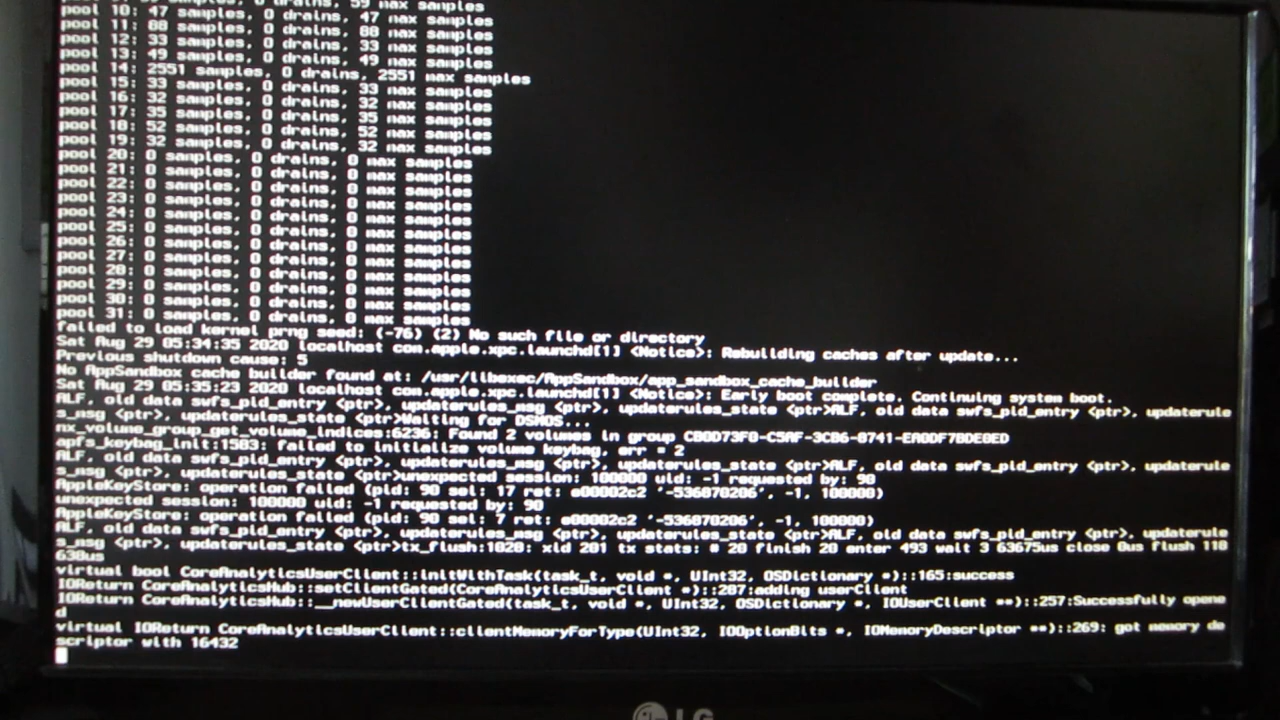 59 max samples
pool 10: 47 samples, 0 drains, 47 max samples
pool 11: 88 samples, 0 drains, 88 max samples
pool 12: 33 samples, 0 drains, 33 max samples
pool 13: 49 samples, 0 drains, 49 max samples
pool 14: 2551 samples, 0 drains, 2551 max samples
pool 15: 33 samples, 0 drains, 33 max samples
pool 16: 32 samples, 0 drains, 32 max samples
pool 17: 35 samples, 0 drains, 35 max samples
pool 18: 52 samples, 0 drains, 52 max samples
pool 19: 32 samples, 0 drains, 32 max samples
pool 20: 0 samples, 0 drains, 0 max samples
pool 21: 0 samples, 0 drains, 0 max samples
pool 22: 0 samples, 0 drains, 0 max samples
pool 23: 0 samples, 0 drains, 0 max samples
pool 24: 0 samples, 0 drains, 0 max samples
pool 25: 0 samples, 0 drains, 0 max samples
pool 26: 0 samples, 0 drains, 0 max samples
pool 27: 0 samples, 0 drains, 0 max samples
pool 28: 0 samples, 0 drains, 0 max samples
pool 29: 0 samples, 0 drains, 0 max samples
pool 30: 0 samples, 0 drains, 0 max samples
pool 31: 0 samples, 0 drains, 0 max samples
failed to load kernel prng seed: (-76) (2) No such file or directory
Sat Aug 29 05:34:35 2020 localhost com.apple.xpc.launchd[1] <Notice>: Rebuilding caches after update...
Previous shutdown cause: 5
No AppSandbox cache builder found at: /usr/libexec/AppSandbox/app_sandbox_cache_builder
Sat Aug 29 05:35:23 2020 localhost com.apple.xpc.launchd[1] <Notice>: Early boot complete. Continuing system boot.
ALF, old data swfs_pid_entry <ptr>, updaterules_msg <ptr>, updaterules_state <ptr>ALF, old data swfs_pid_entry <ptr>, updaterule
s_msg <ptr>, updaterules_state <ptr>Waiting for DSMOS...
nx_volume_group_get_volume_indices:6236: Found 2 volumes in group CB0D73F0-C5AF-3CB6-8741-EA0DF7BDE8ED
apfs_keybag_init:1583: failed to initialize volume keybag, err = 2
ALF, old data swfs_pid_entry <ptr>, updaterules_msg <ptr>, updaterules_state <ptr>ALF, old data swfs_pid_entry <ptr>, updaterule
s_msg <ptr>, updaterules_state <ptr>unexpected session: 100000 uid: -1 requested by: 90
AppleKeyStore: operation failed (pid: 90 sel: 17 ret: e00002c2 '-536870206', -1, 100000)
unexpected session: 100000 uid: -1 requested by: 90
AppleKeyStore: operation failed (pid: 90 sel: 7 ret: e00002c2 '-536870206', -1, 100000)
ALF, old data swfs_pid_entry <ptr>, updaterules_msg <ptr>, updaterules_state <ptr>ALF, old data swfs_pid_entry <ptr>, updaterule
s_msg <ptr>, updaterules_state <ptr>tx_flush:1020: xid 201 tx stats: # 20 finish 20 enter 493 wait 3 63675us close 0us flush 118
638us
virtual bool CoreAnalyticsUserClient::initWithTask(task_t, void *, UInt32, OSDictionary *)::165:success
IOReturn CoreAnalyticsHub::setClientGated(CoreAnalyticsUserClient *)::287:adding userClient
IOReturn CoreAnalyticsHub::__newUserClientGated(task_t, void *, UInt32, OSDictionary *, IOUserClient **)::257:Successfully opene
d
virtual IOReturn CoreAnalyticsUserClient::clientMemoryForType(UInt32, IOOptionBits *, IOMemoryDescriptor **)::269: got memory de
scriptor with 16432
LG